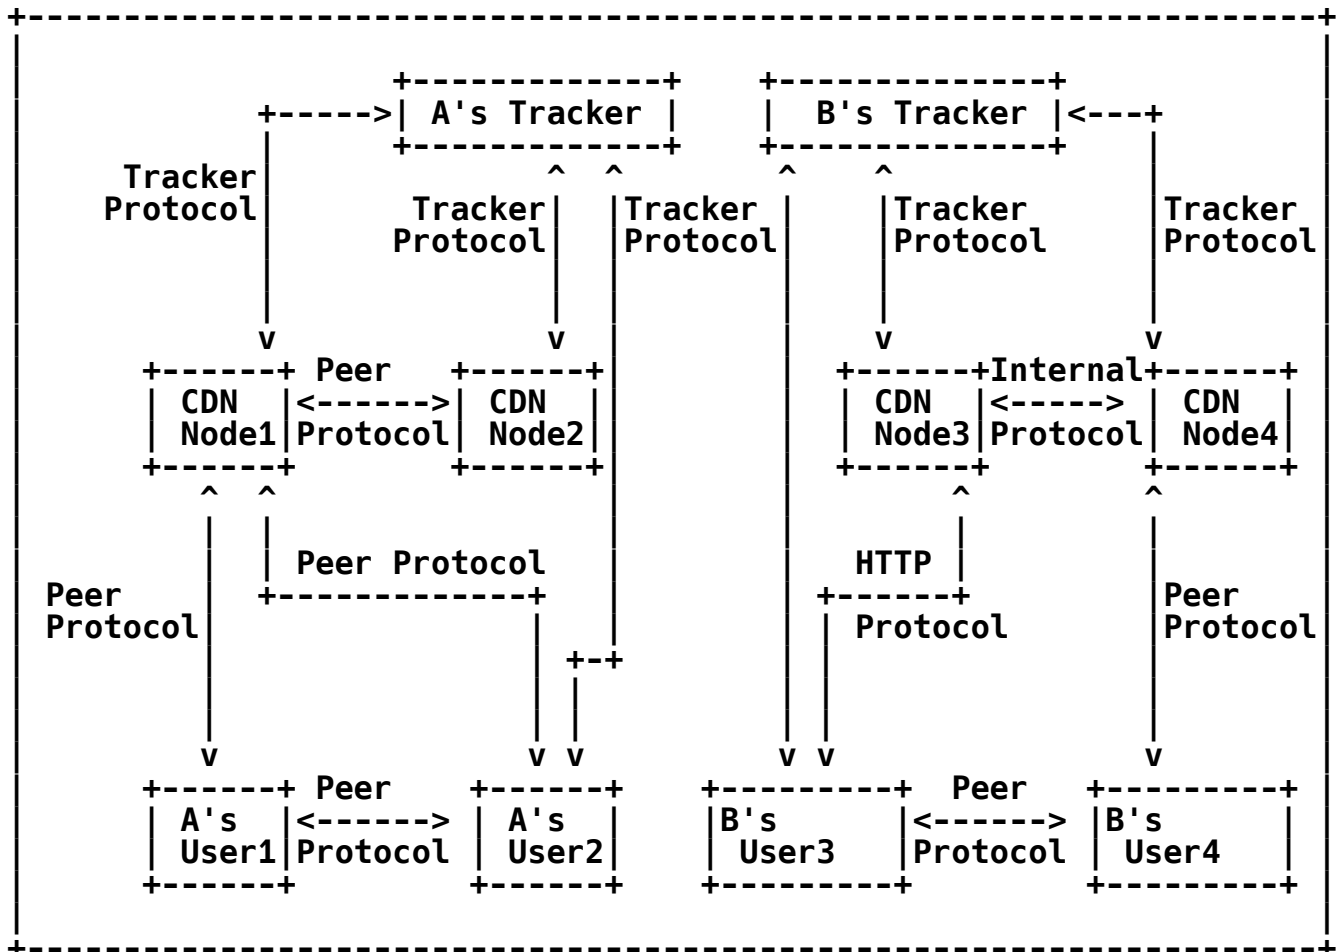 A's Tracker B's Tracker
Tracker
Protocol Tracker Tracker Tracker Tracker
Protocol Protocol Protocol Protocol
Peer Internal
CDN CDN CDN CDN
Node1 Protocol Node2 Node3 Protocol Node4
Peer Protocol HTTP
Peer Peer
Protocol Protocol Protocol
Peer Peer
A's A's B's B's
User1 Protocol User2 User3 Protocol User4